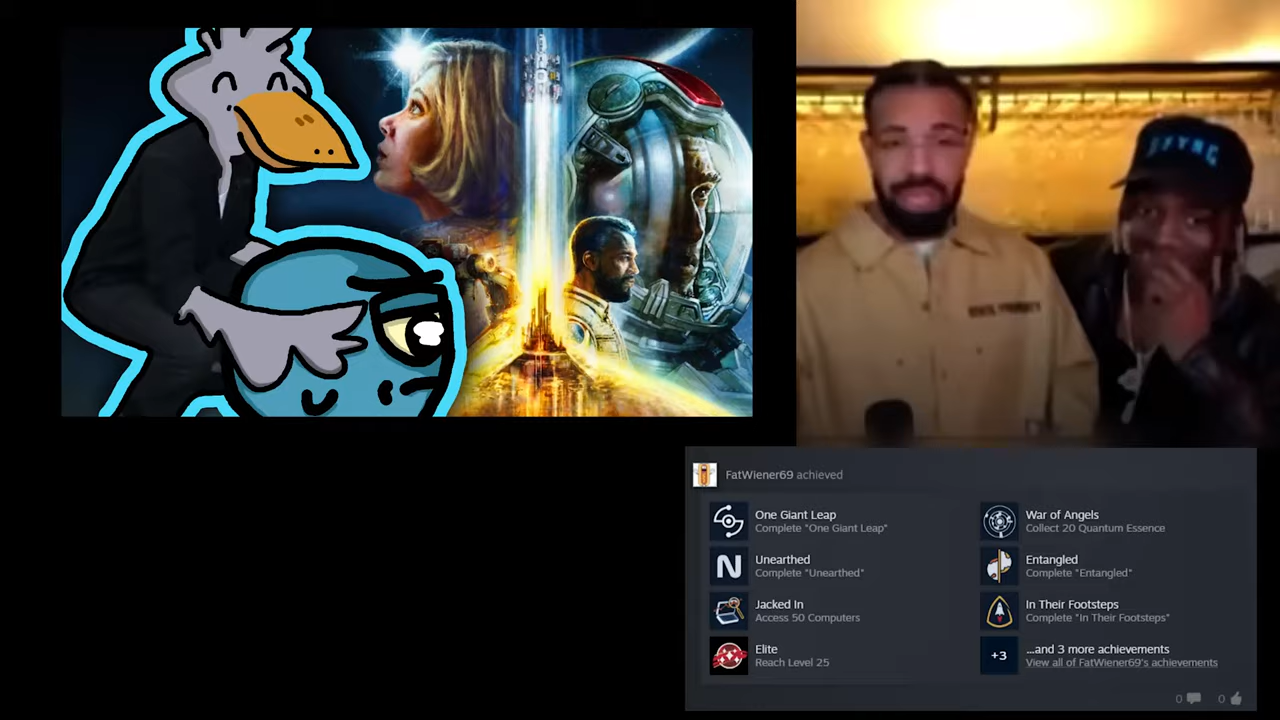 FatWiener69 achieved
One Giant Leap
Complete "One Giant Leap"
Unearthed
Complete "Unearthed"
Jacked In
Access 50 Computers
Elite
Reach Level 25
War of Angels
Collect 20 Quantum Essence
Entangled
Complete "Entangled"
In Their Footsteps
Complete "In Their Footsteps"
+3
...and 3 more achievements
View all of FatWiener69's achievements
0
0